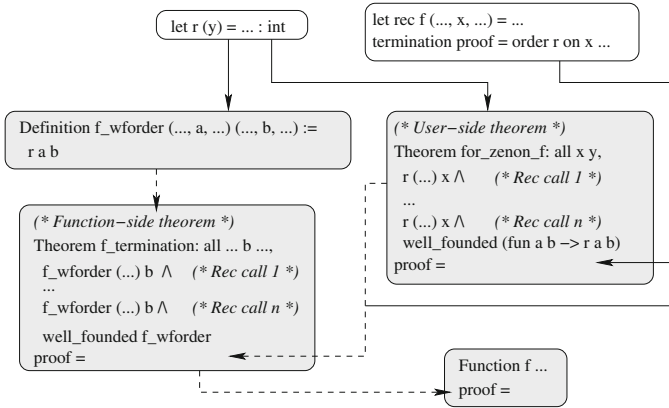 let r (y) = ... : int
let rec f (..., x, ...) = ...
termination proof = order r on x ...
Definition f_wforder (..., a, ...) (..., b, ...) :=
r a b
(* User−side theorem *)
Theorem for_zenon_f: all x y,
r (...) x /\ (* Rec call 1 *)
...
r (...) x /\ (* Rec call n *)
well_founded (fun a b −> r a b)
proof =
(* Function−side theorem *)
Theorem f_termination: all ... b ...,
f_wforder (...) b /\ (* Rec call 1 *)
...
f_wforder (...) b /\ (* Rec call n *)
well_founded f_wforder
proof =
Function f ...
proof =